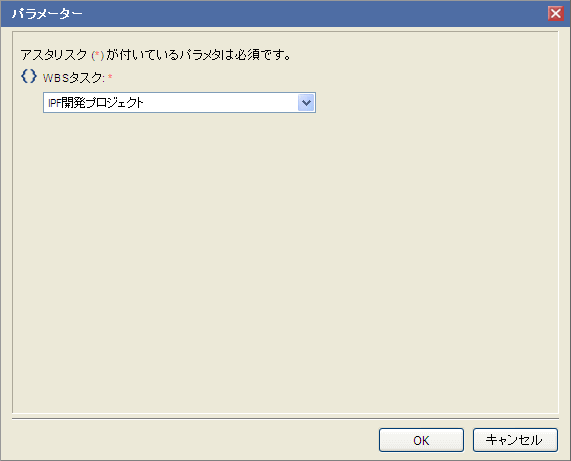 パラメーター
アスタリスク (*) が付いているパラメタは必須です。
{} WBSタスク: *
IPF開発プロジェクト
OK
キャンセル